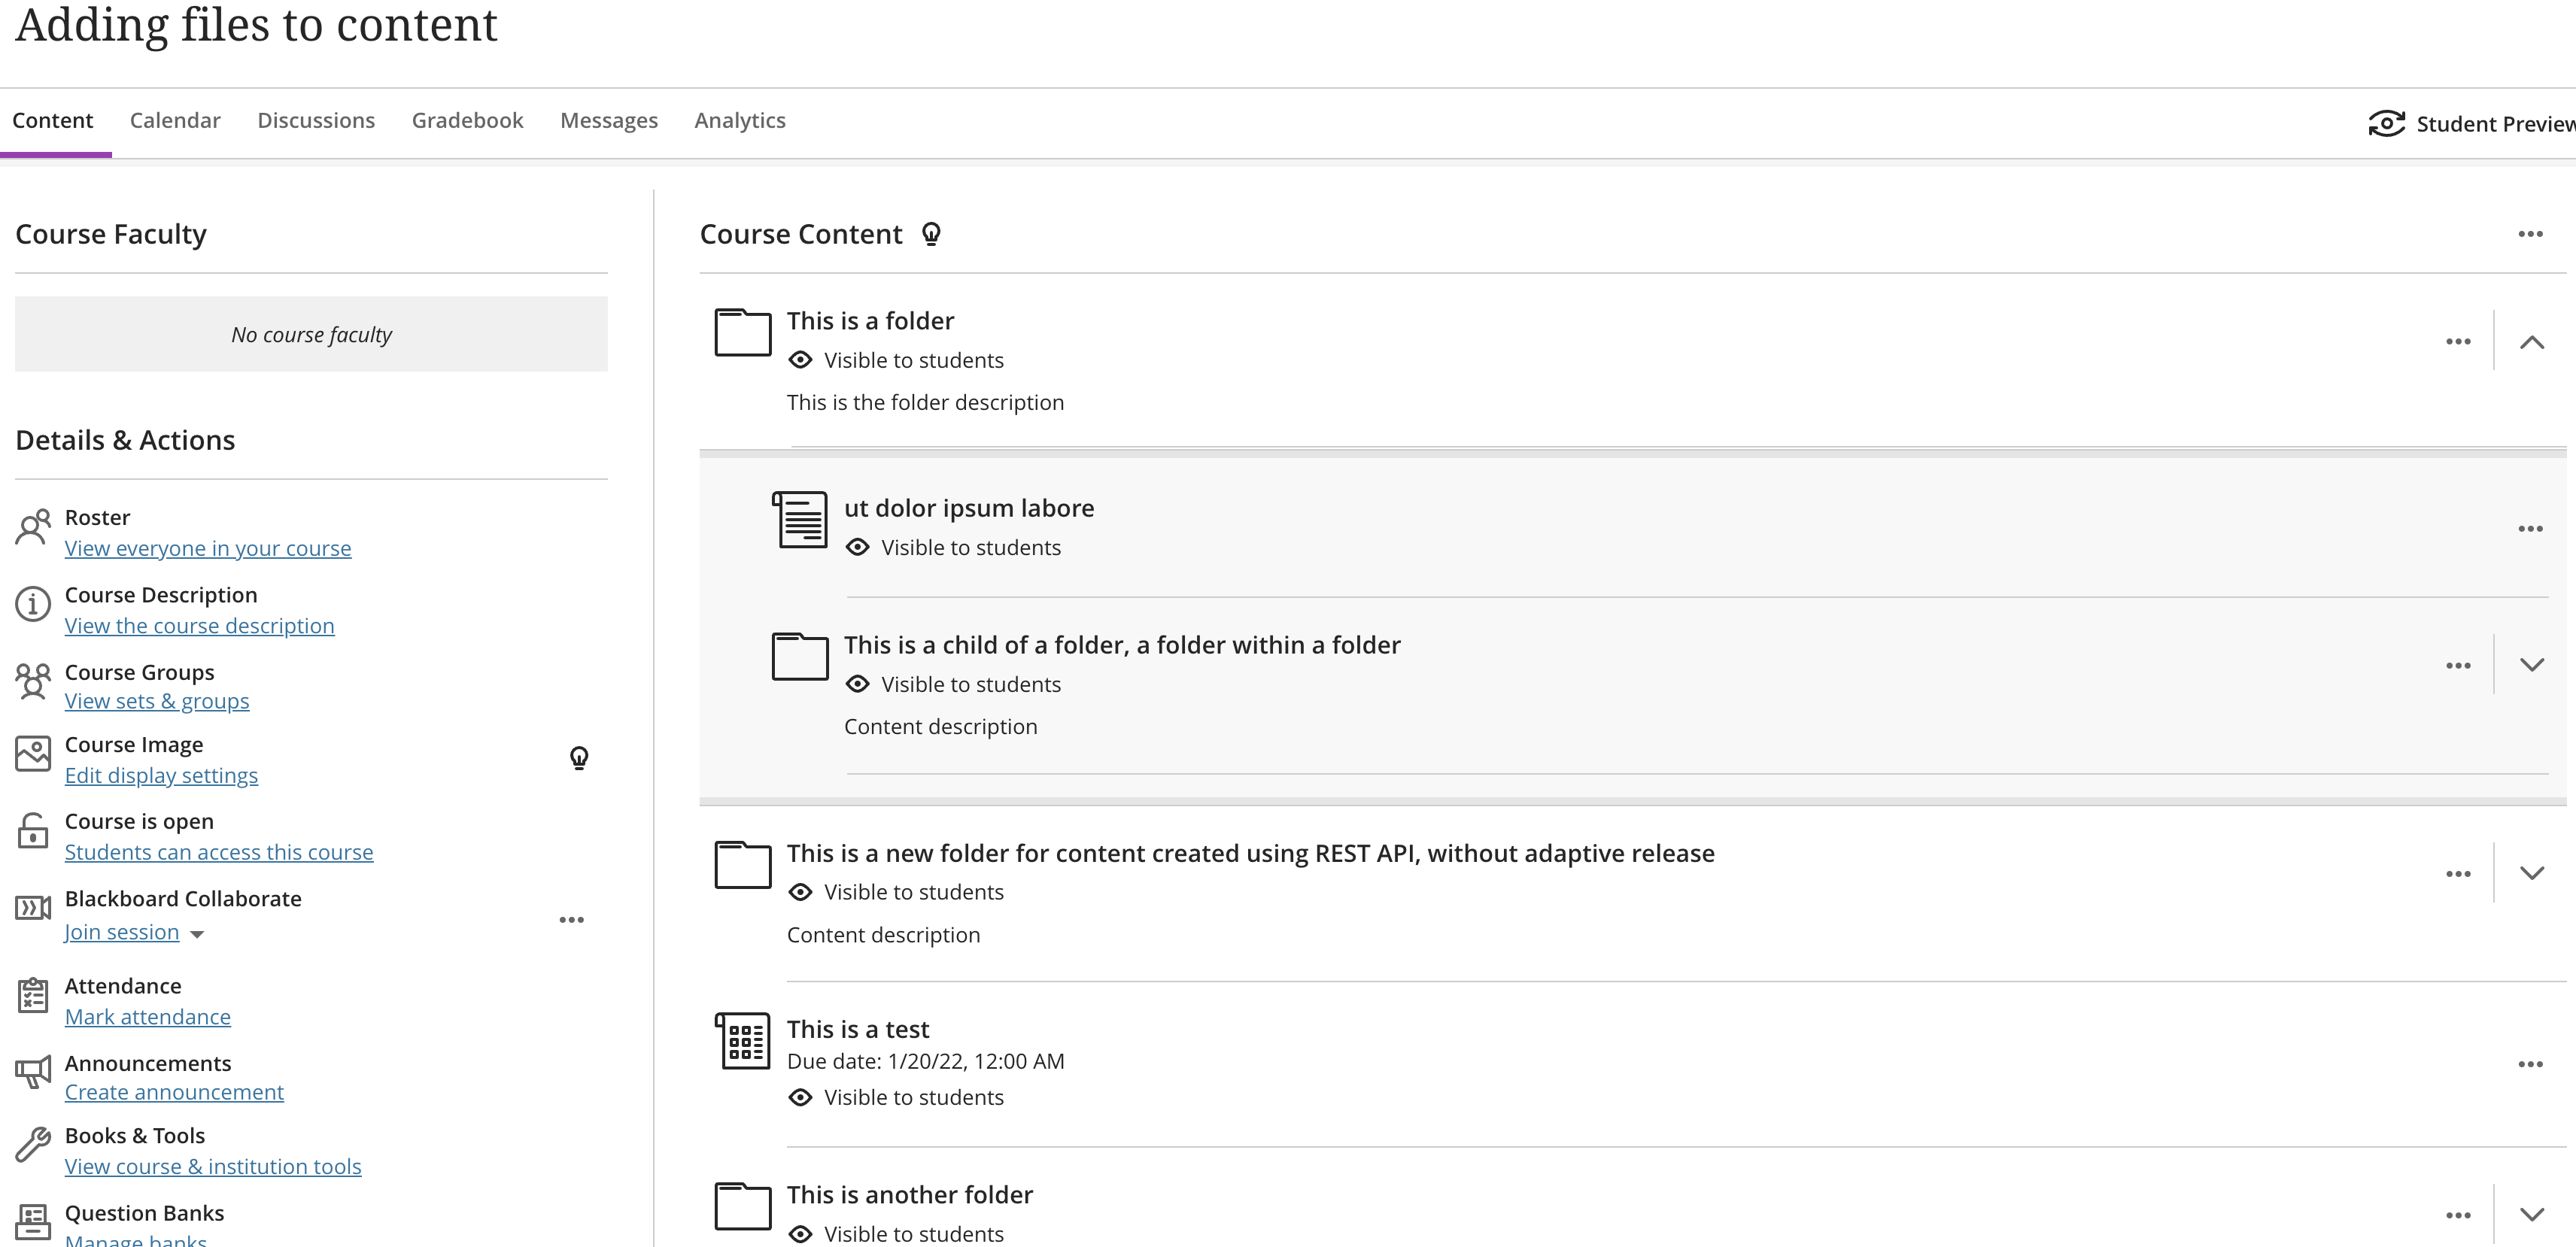 Adding files to content
Content Calendar Discussions Gradebook Messages Analytics
Student Preview
Course Faculty
No course faculty
Details & Actions
Roster
View everyone in your course
Course Description
View the course description
Course Groups
View sets & groups
Course Image
Edit display settings
Course is open
Students can access this course
Blackboard Collaborate
Join session
Attendance
Mark attendance
Announcements
Create announcement
Books & Tools
View course & institution tools
Question Banks
Manage banks
Course Content
This is a folder
Visible to students
This is the folder description
ut dolor ipsum labore
Visible to students
This is a child of a folder, a folder within a folder
Visible to students
Content description
This is a new folder for content created using REST API, without adaptive release
Visible to students
Content description
This is a test
Due date: 1/20/22, 12:00 AM
Visible to students
This is another folder
Visible to students